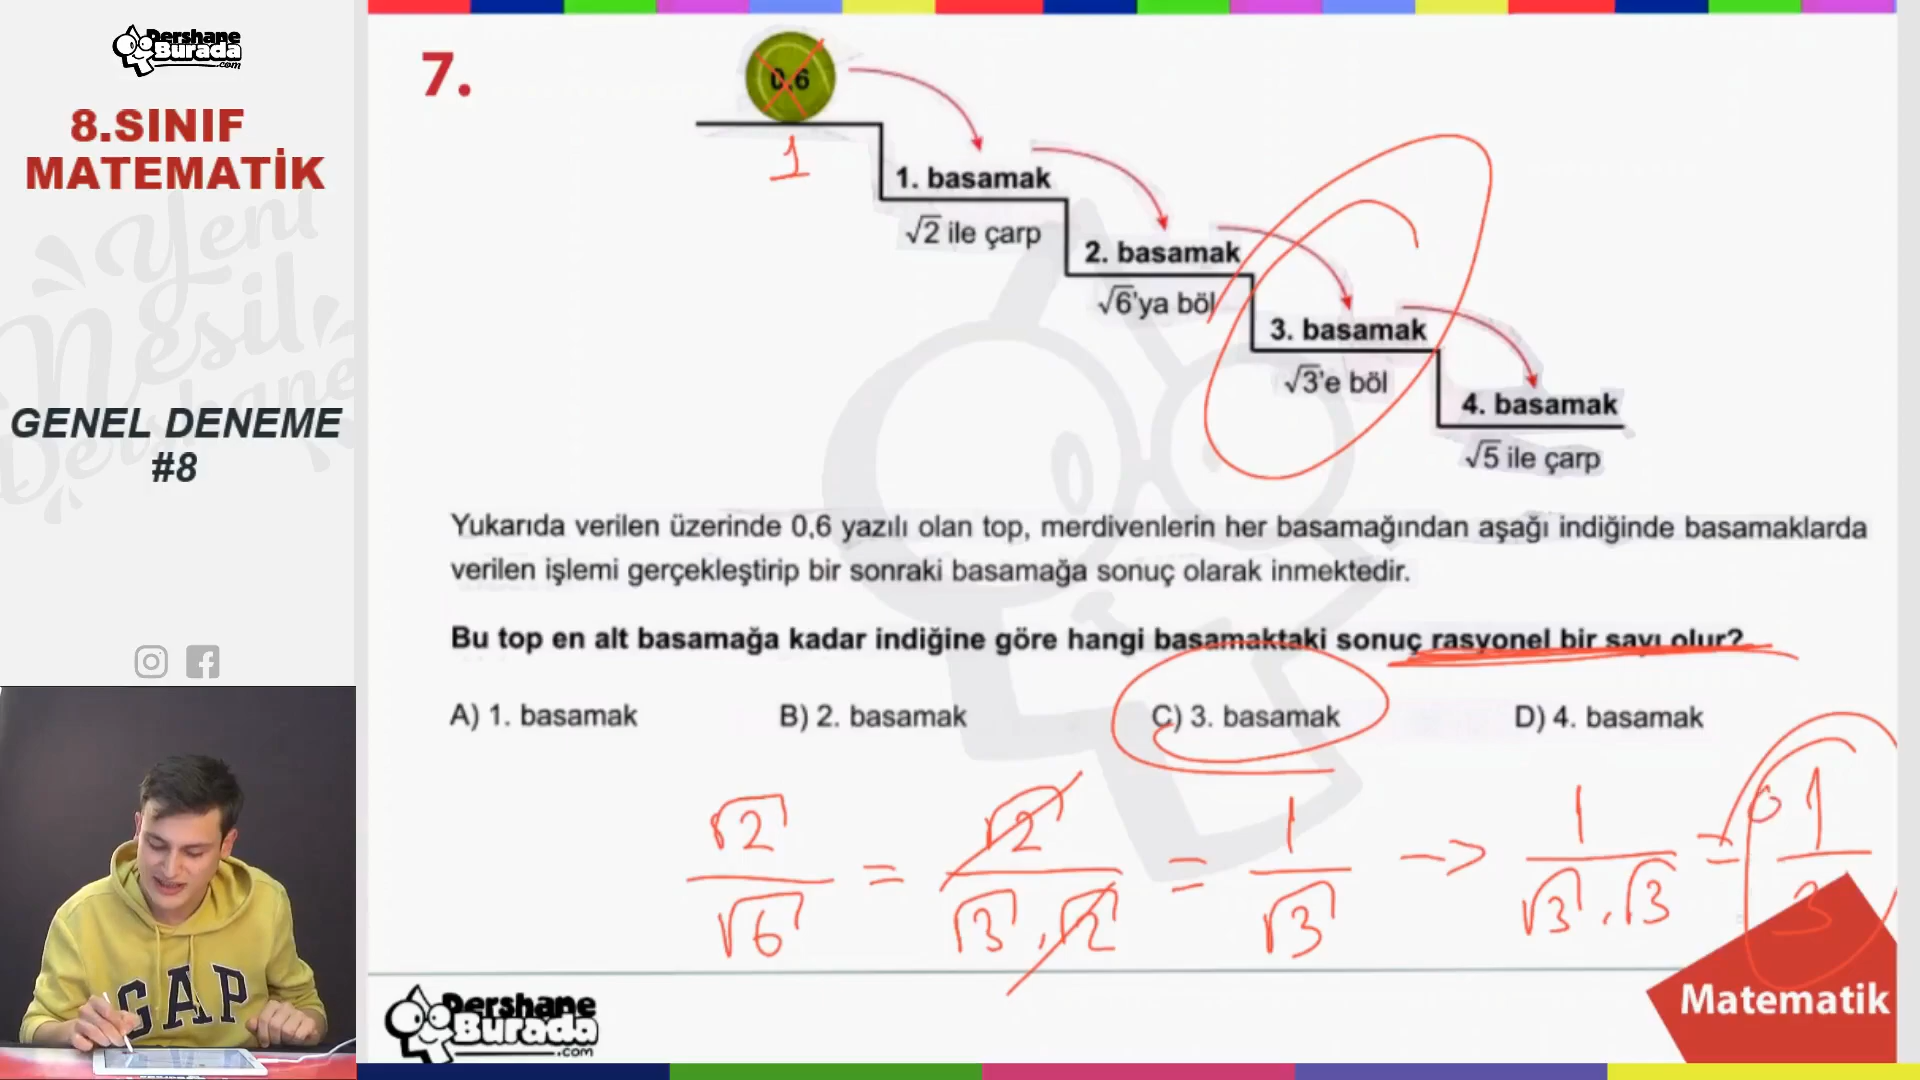 Dershane
Burada
.com
8.SINIF
MATEMATİK
Yeni
Nesil
Dershane
GENEL DENEME
#8
7.
0,6
1
1. basamak
√2 ile çarp
2. basamak
√6'ya böl
3. basamak
√3'e böl
4. basamak
√5 ile çarp
Yukarıda verilen üzerinde 0,6 yazılı olan top, merdivenlerin her basamağından aşağı indiğinde basamaklarda
verilen işlemi gerçekleştirip bir sonraki basamağa sonuç olarak inmektedir.
Bu top en alt basamağa kadar indiğine göre hangi basamaktaki sonuç rasyonel bir sayı olur?
A) 1. basamak B) 2. basamak C) 3. basamak D) 4. basamak
√2/√6 = √2/√3.√2 = 1/√3 -> 1/√3.√3 = 1/3
GAP
Dershane
Burada
.com
Matematik